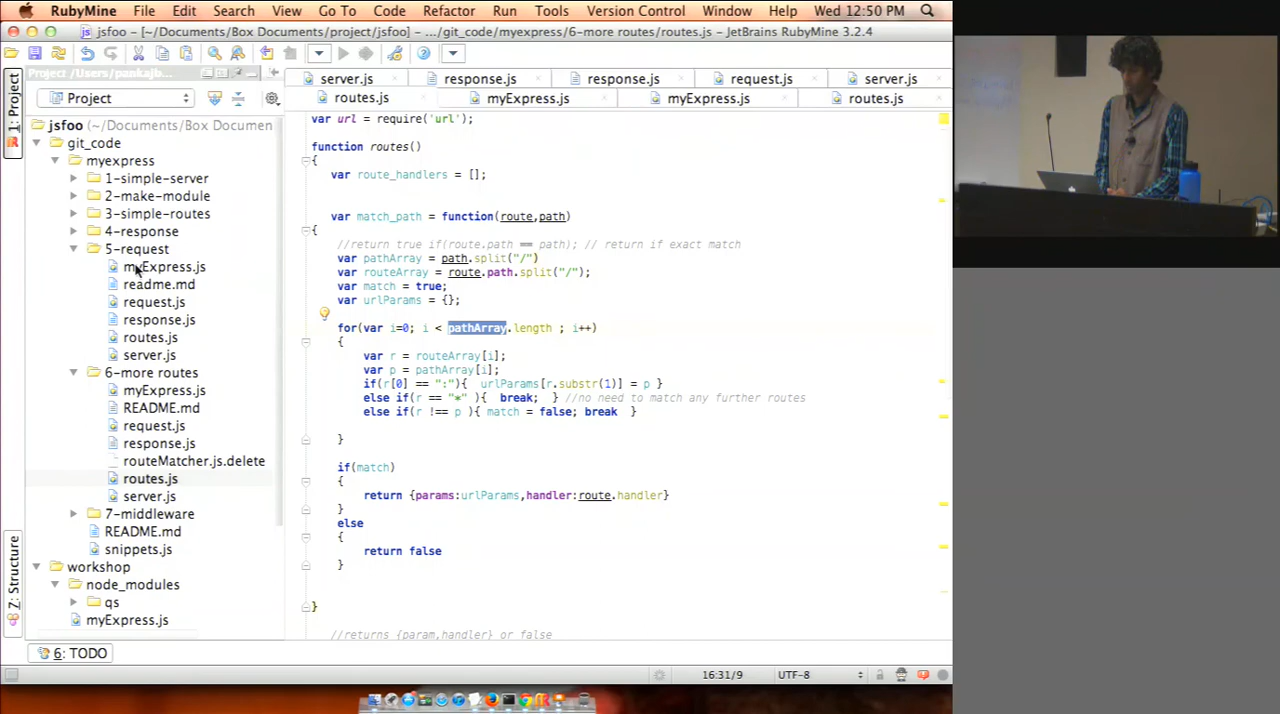 RubyMine File Edit Search View Go To Code Refactor Run Tools Version Control Window Help Wed 12:50 PM
jsfoo - [~/Documents/Box Documents/project/jsfoo] - .../git_code/myexpress/6-more routes/routes.js - JetBrains RubyMine 3.2.4
1: Project
7: Structure
Project
jsfoo (~/Documents/Box Documen
git_code
myexpress
1-simple-server
2-make-module
3-simple-routes
4-response
5-request
myExpress.js
readme.md
request.js
response.js
routes.js
server.js
6-more routes
myExpress.js
README.md
request.js
response.js
routeMatcher.js.delete
routes.js
server.js
7-middleware
README.md
snippets.js
workshop
node_modules
qs
myExpress.js
server.js response.js response.js request.js server.js
routes.js myExpress.js myExpress.js routes.js
var url = require('url');
function routes()
{
var route_handlers = [];
var match_path = function(route,path)
{
//return true if(route.path == path); // return if exact match
var pathArray = path.split("/")
var routeArray = route.path.split("/");
var match = true;
var urlParams = {};
for(var i=0; i < pathArray.length ; i++)
{
var r = routeArray[i];
var p = pathArray[i];
if(r[0] == ":"){ urlParams[r.substr(1)] = p }
else if(r == "*" ){ break; } //no need to match any further routes
else if(r !== p ){ match = false; break }
}
if(match)
{
return {params:urlParams,handler:route.handler}
}
else
{
return false
}
}
//returns {param,handler} or false
6: TODO
16:31/9 UTF-8